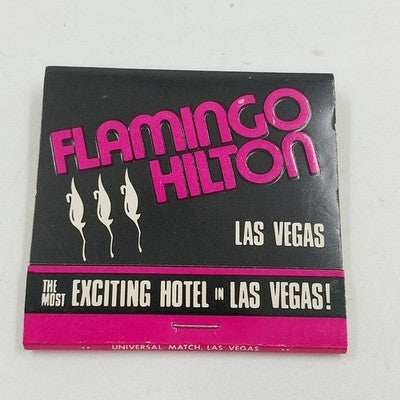 FLAMINGO
HILTON
LAS VEGAS
THE MOST EXCITING HOTEL IN LAS VEGAS!
UNIVERSAL MATCH, LAS VEGAS